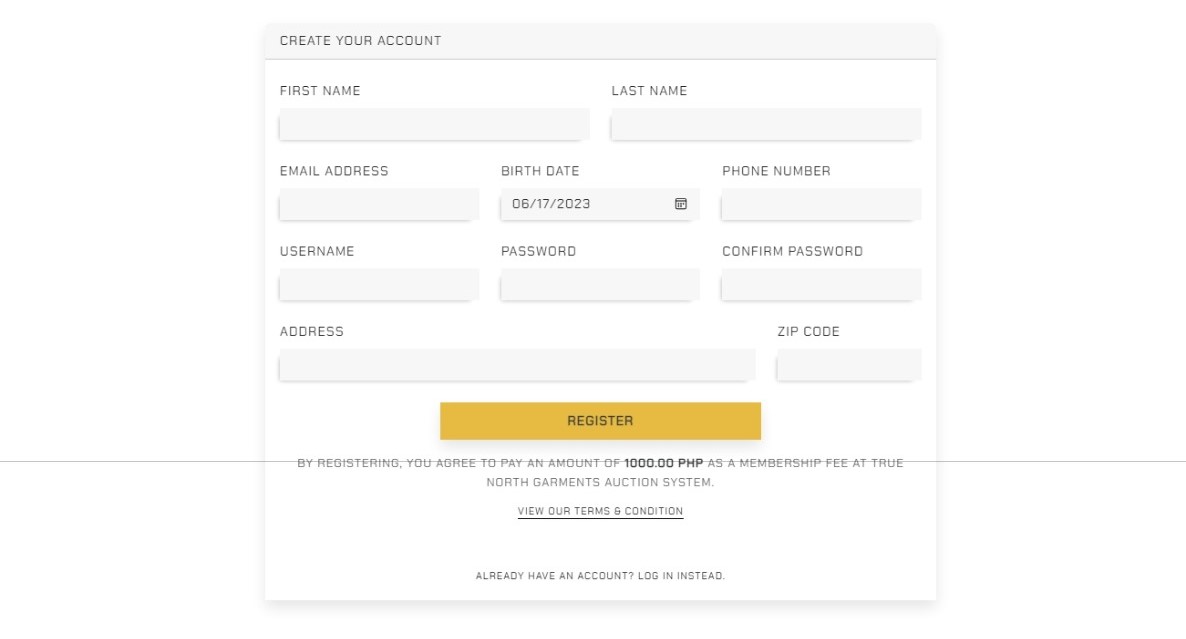 CREATE YOUR ACCOUNT
FIRST NAME LAST NAME
EMAIL ADDRESS BIRTH DATE PHONE NUMBER
06/17/2023
USERNAME PASSWORD CONFIRM PASSWORD
ADDRESS ZIP CODE
REGISTER
BY REGISTERING, YOU AGREE TO PAY AN AMOUNT OF 1000.00 PHP AS A MEMBERSHIP FEE AT TRUE
NORTH GARMENTS AUCTION SYSTEM.
VIEW OUR TERMS & CONDITION
ALREADY HAVE AN ACCOUNT? LOG IN INSTEAD.